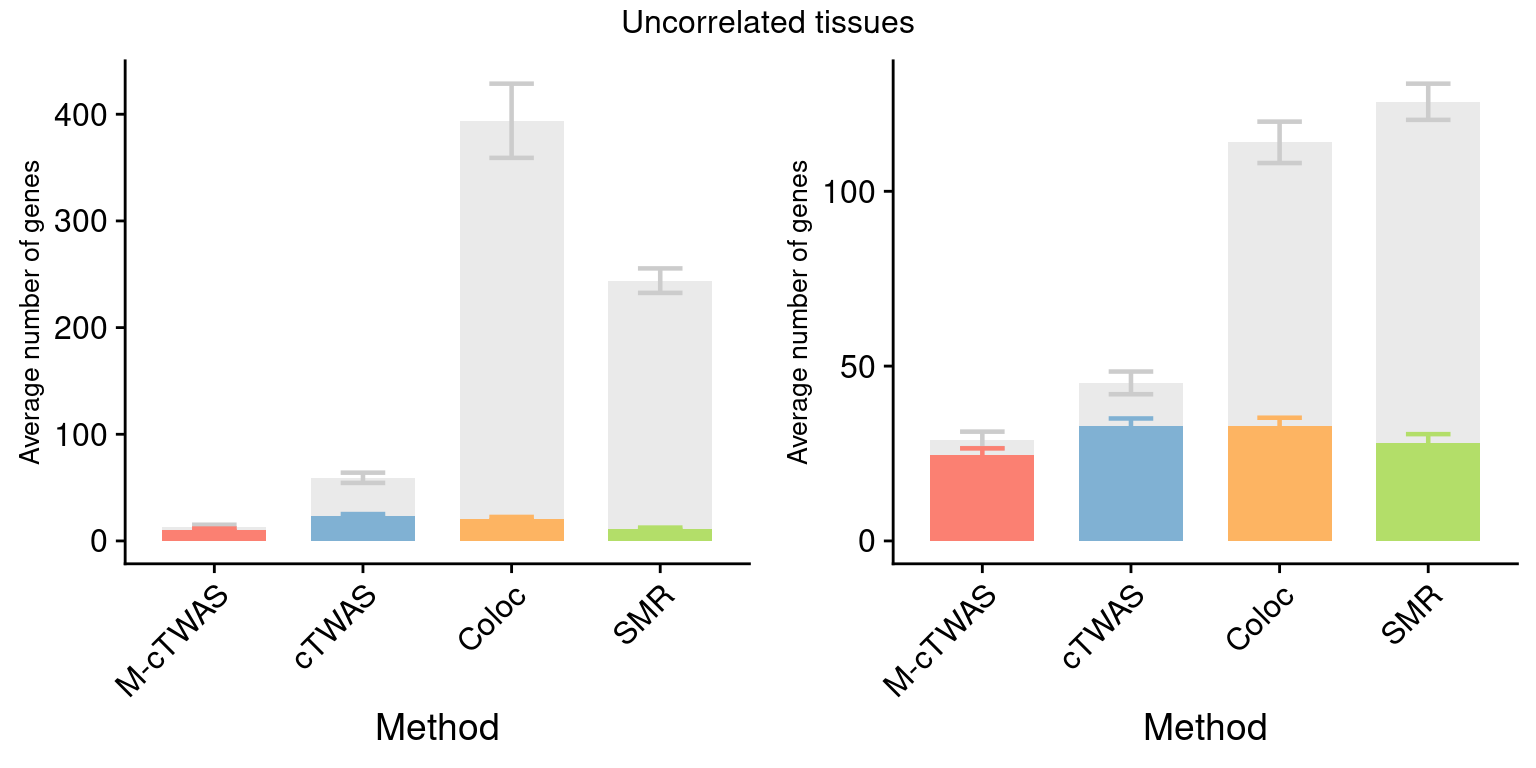 Uncorrelated tissues
Average number of genes
400
300
200
100
0
M-cTWAS
cTWAS
Coloc
SMR
Method
Average number of genes
100
50
0
M-cTWAS
cTWAS
Coloc
SMR
Method